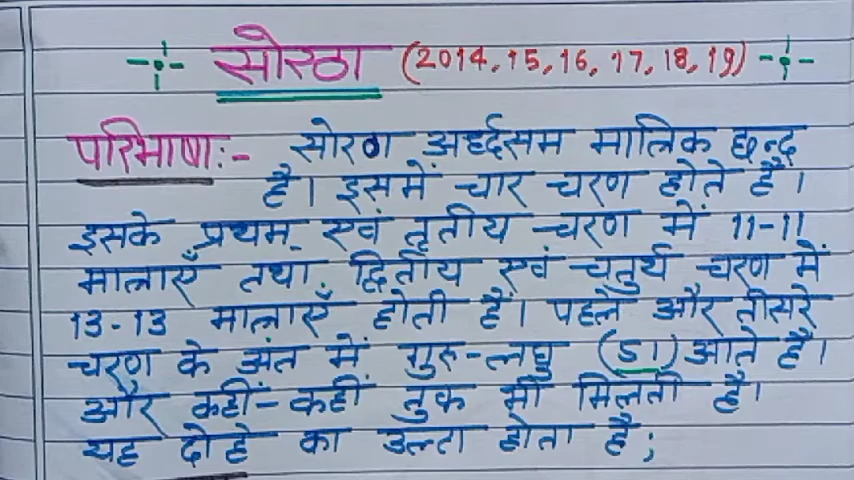 सोरठा (2014, 15, 16, 17, 18, 19)
परिभाषा:- सोरठा अर्द्धसम मात्रिक छन्द
है। इसमें चार चरण होते हैं।
इसके प्रथम एवं तृतीय चरण में 11-11
मात्राएँ तथा द्वितीय एवं चतुर्थ चरण में
13-13 मात्राएँ होती हैं। पहले और तीसरे
चरण के अंत में गुरु-लघु (ऽ।) आते हैं।
और कहीं-कहीं तुक भी मिलती है।
यह दोहे का उल्टा होता है;